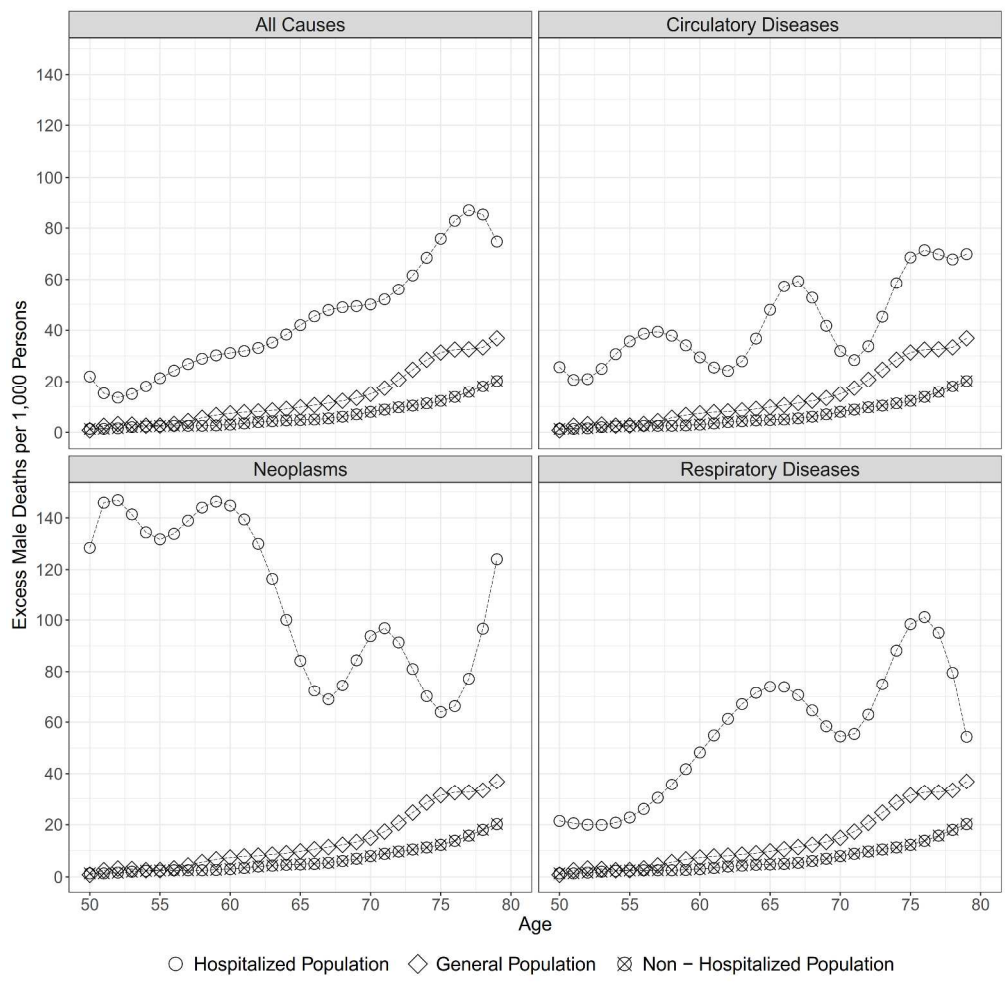 All Causes
Circulatory Diseases
140
120
100
80
60
40
20
0
Neoplasms
Respiratory Diseases
140
120
100
80
60
40
20
0
Excess Male Deaths per 1,000 Persons
50 55 60 65 70 75 80 50 55 60 65 70 75 80
Age
Hospitalized Population General Population Non − Hospitalized Population